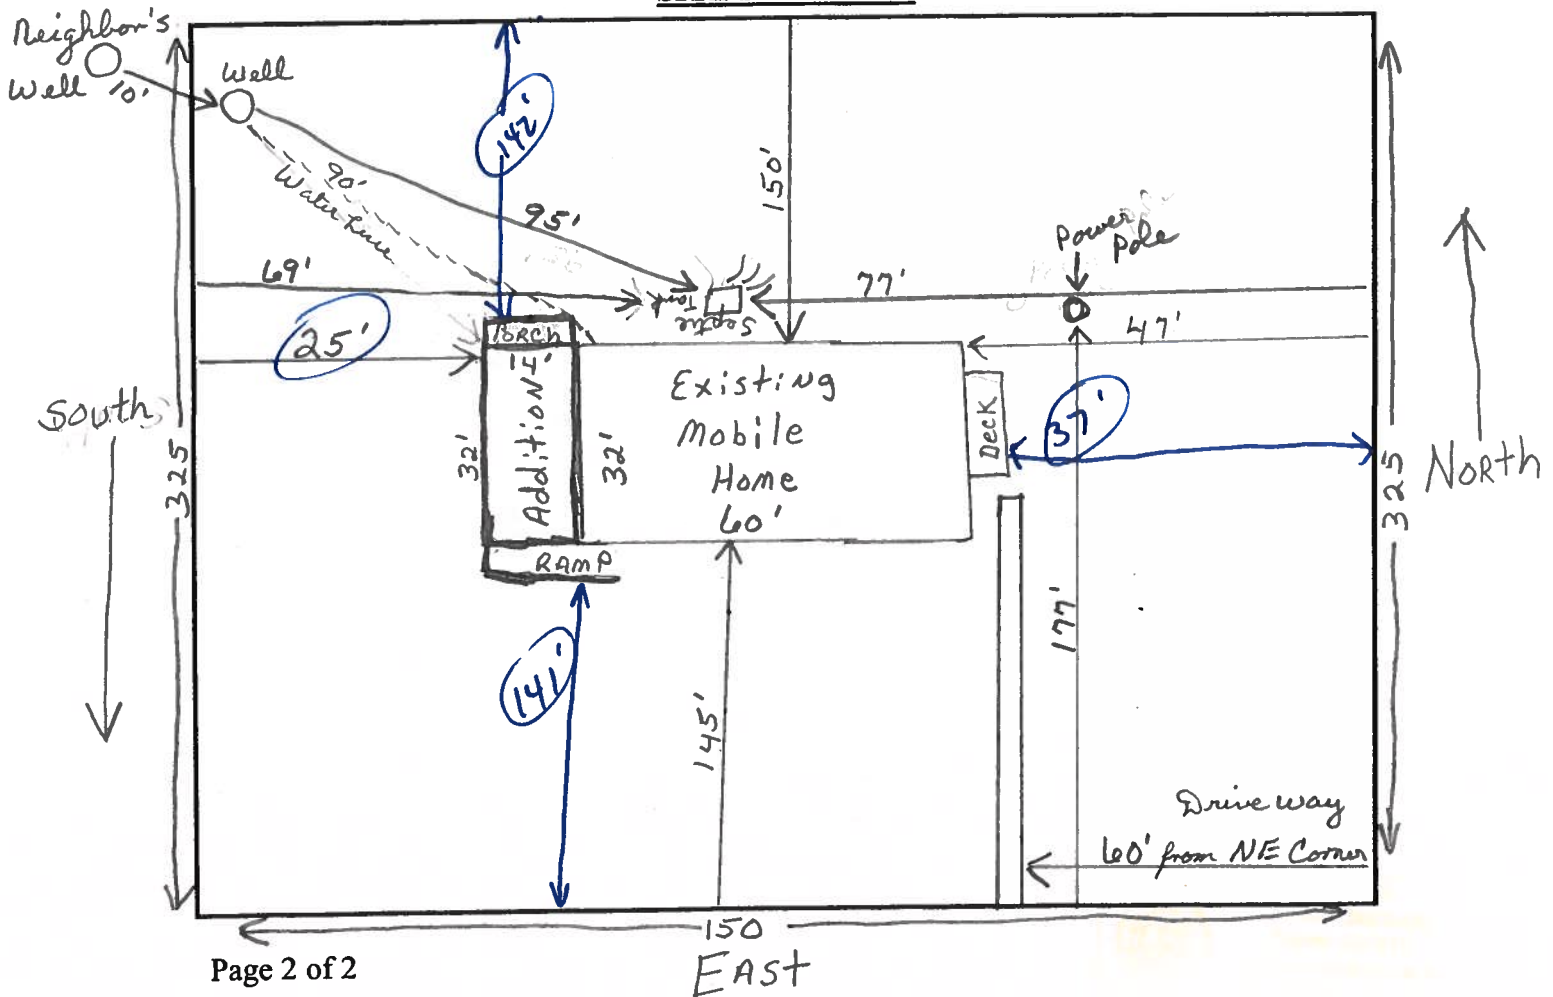 Neighbor's
Well 10'
Well
142'
150'
90'
Water Line
95'
69'
Septic
Tank
77'
Power
Pole
47'
25'
PORCH
14'
Addition
32'
32'
Existing
Mobile
Home
60'
Deck
37'
South
325
325
North
RAMP
141'
145'
177'
Drive way
60' from NE Corner
150
EAST
Page 2 of 2